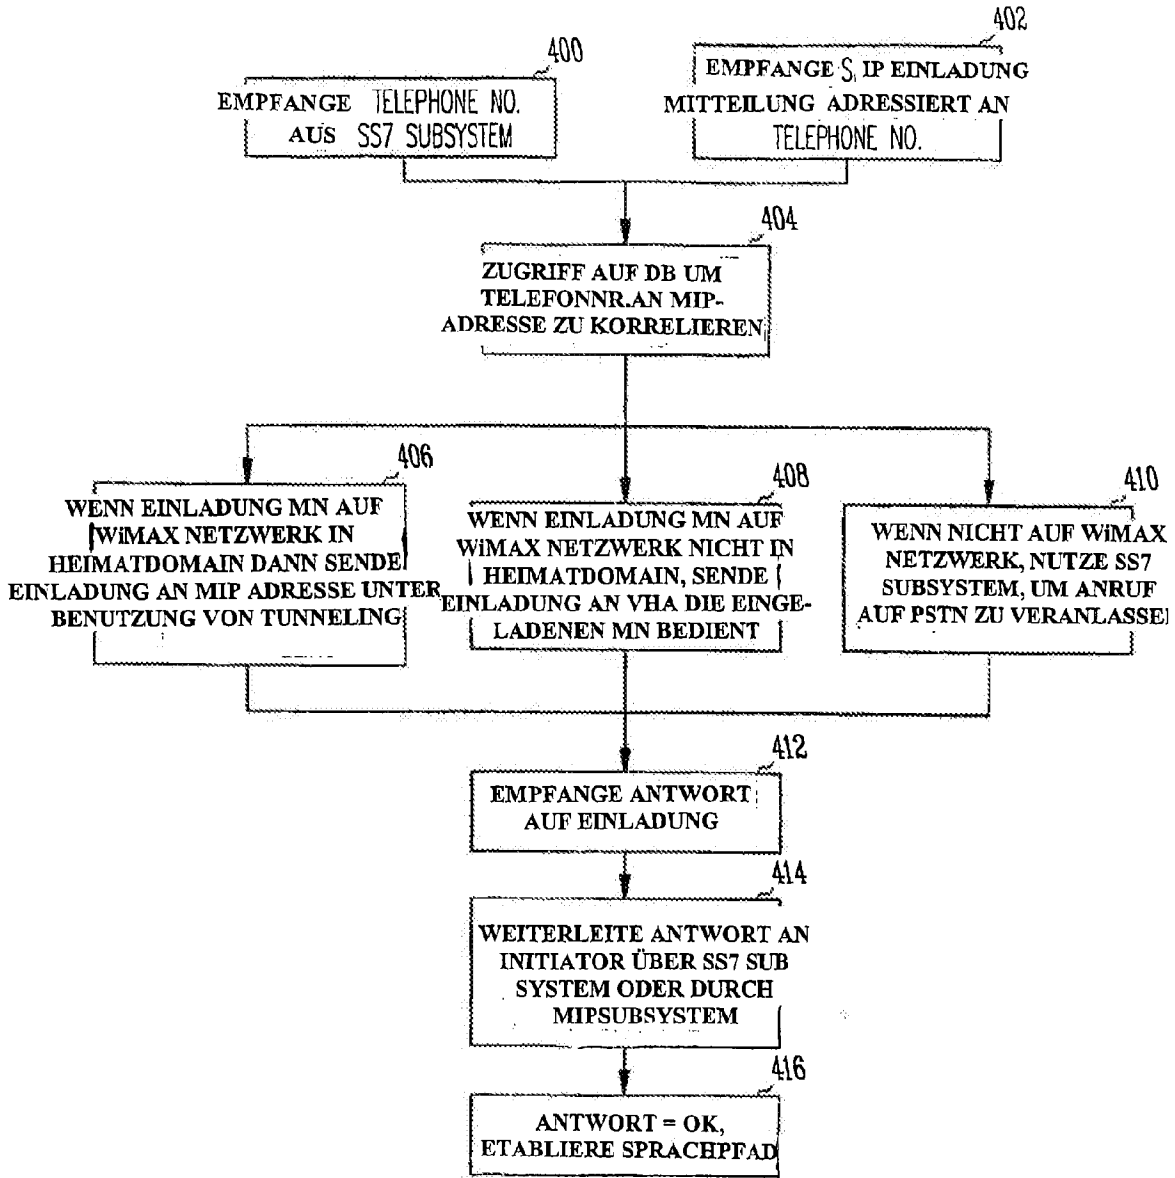 400
EMPFANGE TELEPHONE NO.
AUS SS7 SUBSYSTEM
402
EMPFANGE S, IP EINLADUNG
MITTEILUNG ADRESSIERT AN
TELEPHONE NO.
404
ZUGRIFF AUF DB UM
TELEFONNR.AN MIP-
ADRESSE ZU KORRELIEREN
406
WENN EINLADUNG MN AUF
WiMAX NETZWERK IN
HEIMATDOMAIN DANN SENDE
EINLADUNG AN MIP ADRESSE UNTER
BENUTZUNG VON TUNNELING
408
WENN EINLADUNG MN AUF
WiMAX NETZWERK NICHT IN
HEIMATDOMAIN, SENDE
EINLADUNG AN VHA DIE EINGE-
LADENEN MN BEDIENT
410
WENN NICHT AUF WiMAX
NETZWERK, NUTZE SS7
SUBSYSTEM, UM ANRUF
AUF PSTN ZU VERANLASSE
412
EMPFANGE ANTWORT
AUF EINLADUNG
414
WEITERLEITE ANTWORT AN
INITIATOR ÜBER SS7 SUB
SYSTEM ODER DURCH
MIPSUBSYSTEM
416
ANTWORT = OK,
ETABLIERE SPRACHPFAD